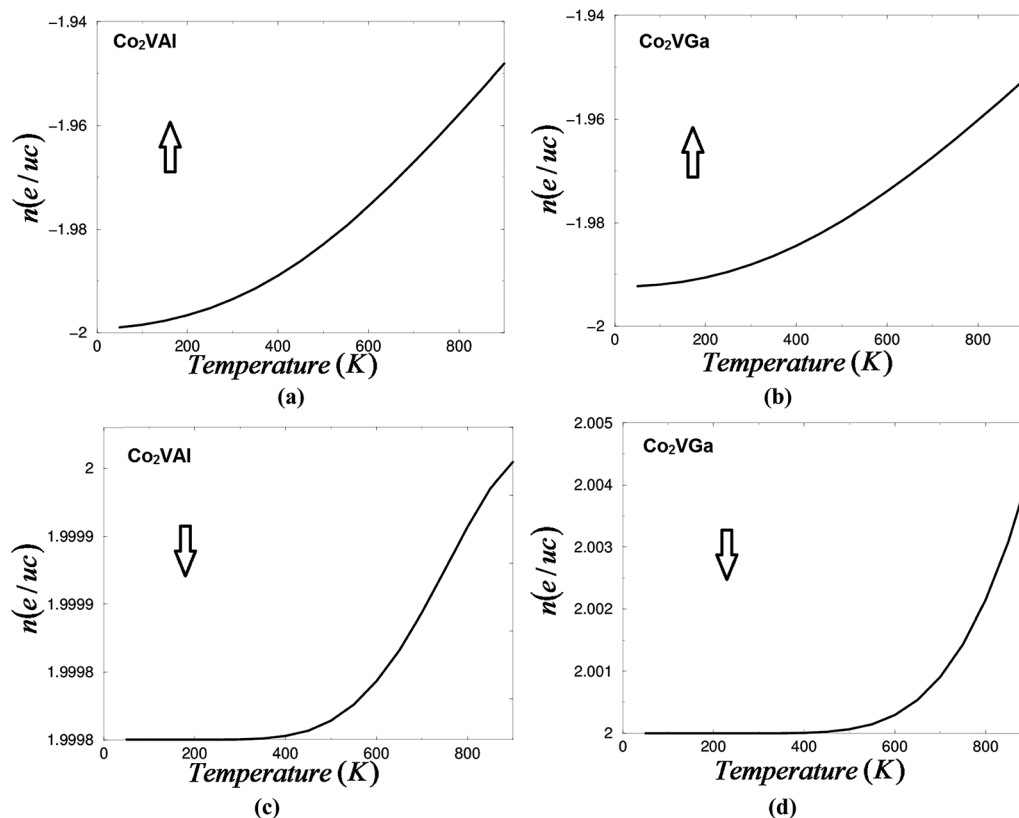 -1.94
Co₂VAl
-1.96
n(e/uc)
-1.98
-2
0 200 400 600 800
Temperature (K)
(a)
-1.94
Co₂VGa
-1.96
n(e/uc)
-1.98
-2
0 200 400 600 800
Temperature (K)
(b)
Co₂VAl
2
1.9999
n(e/uc)
1.9999
1.9998
1.9998
0 200 400 600 800
Temperature (K)
(c)
2.005
Co₂VGa
2.004
n(e/uc)
2.003
2.002
2.001
2
0 200 400 600 800
Temperature (K)
(d)